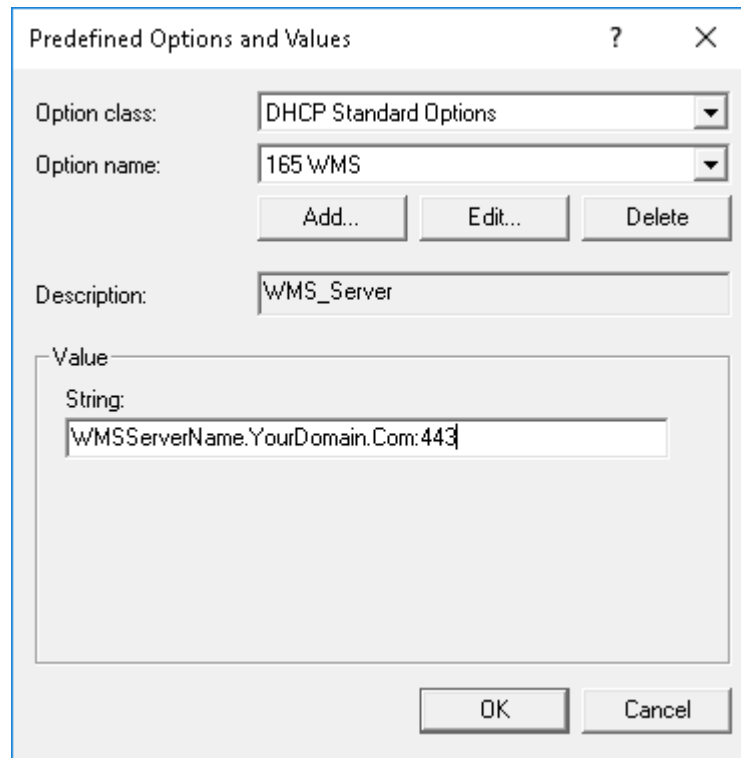 Predefined Options and Values ? X
Option class: DHCP Standard Options
Option name: 165 WMS
Add... Edit... Delete
Description: WMS_Server
Value
String:
WMSServerName.YourDomain.Com:443
OK Cancel